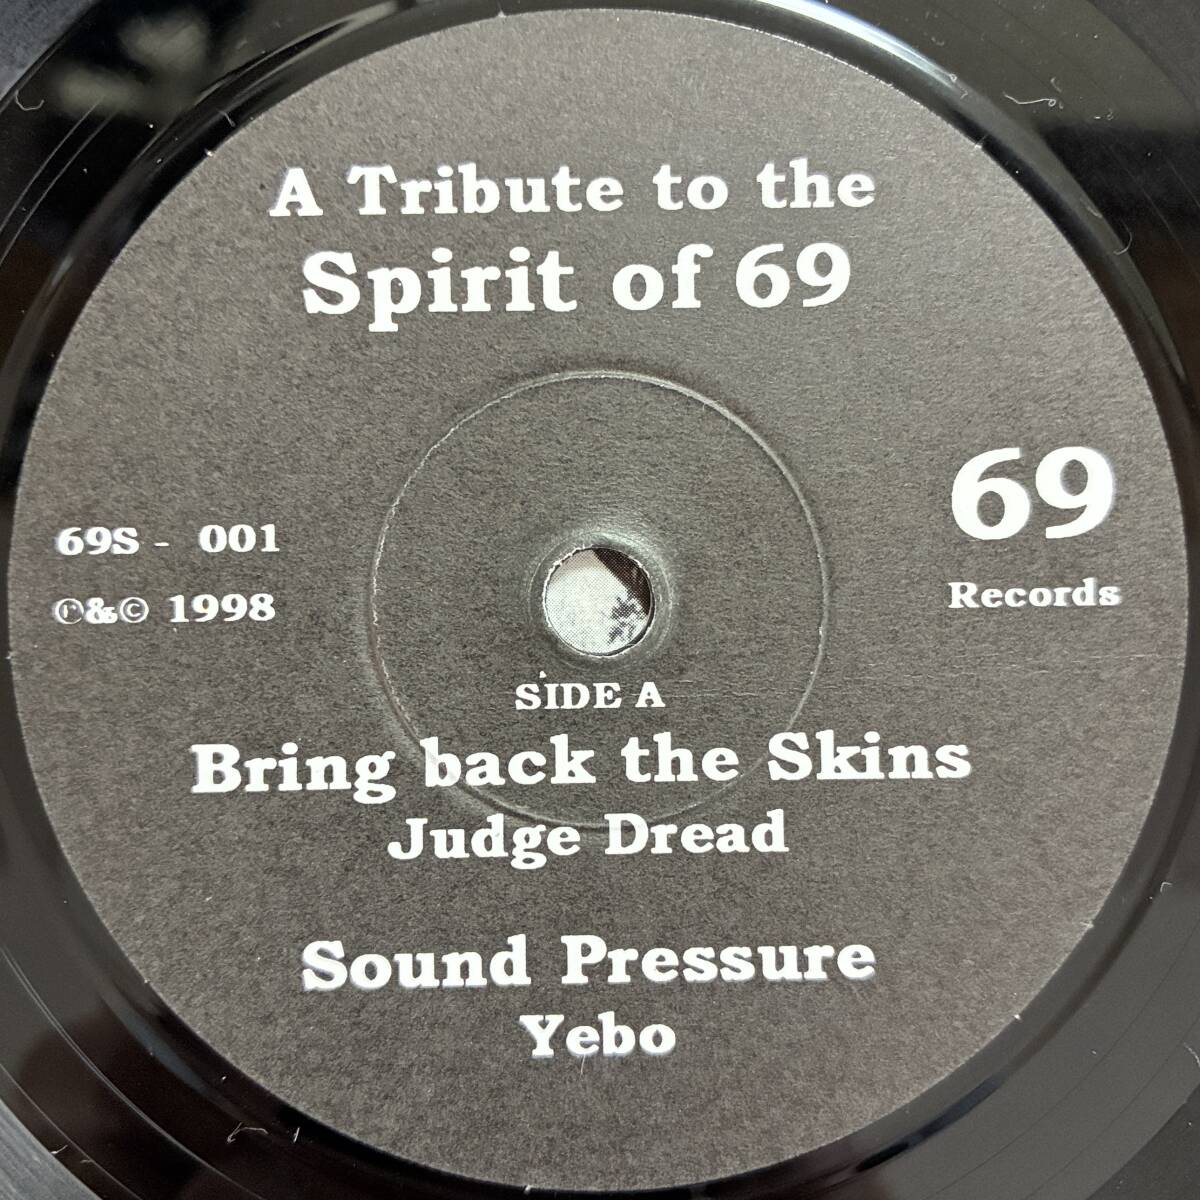 A Tribute to the
Spirit of 69
69
Records
69S - 001
℗&© 1998
SIDE A
Bring back the Skins
Judge Dread
Sound Pressure
Yebo